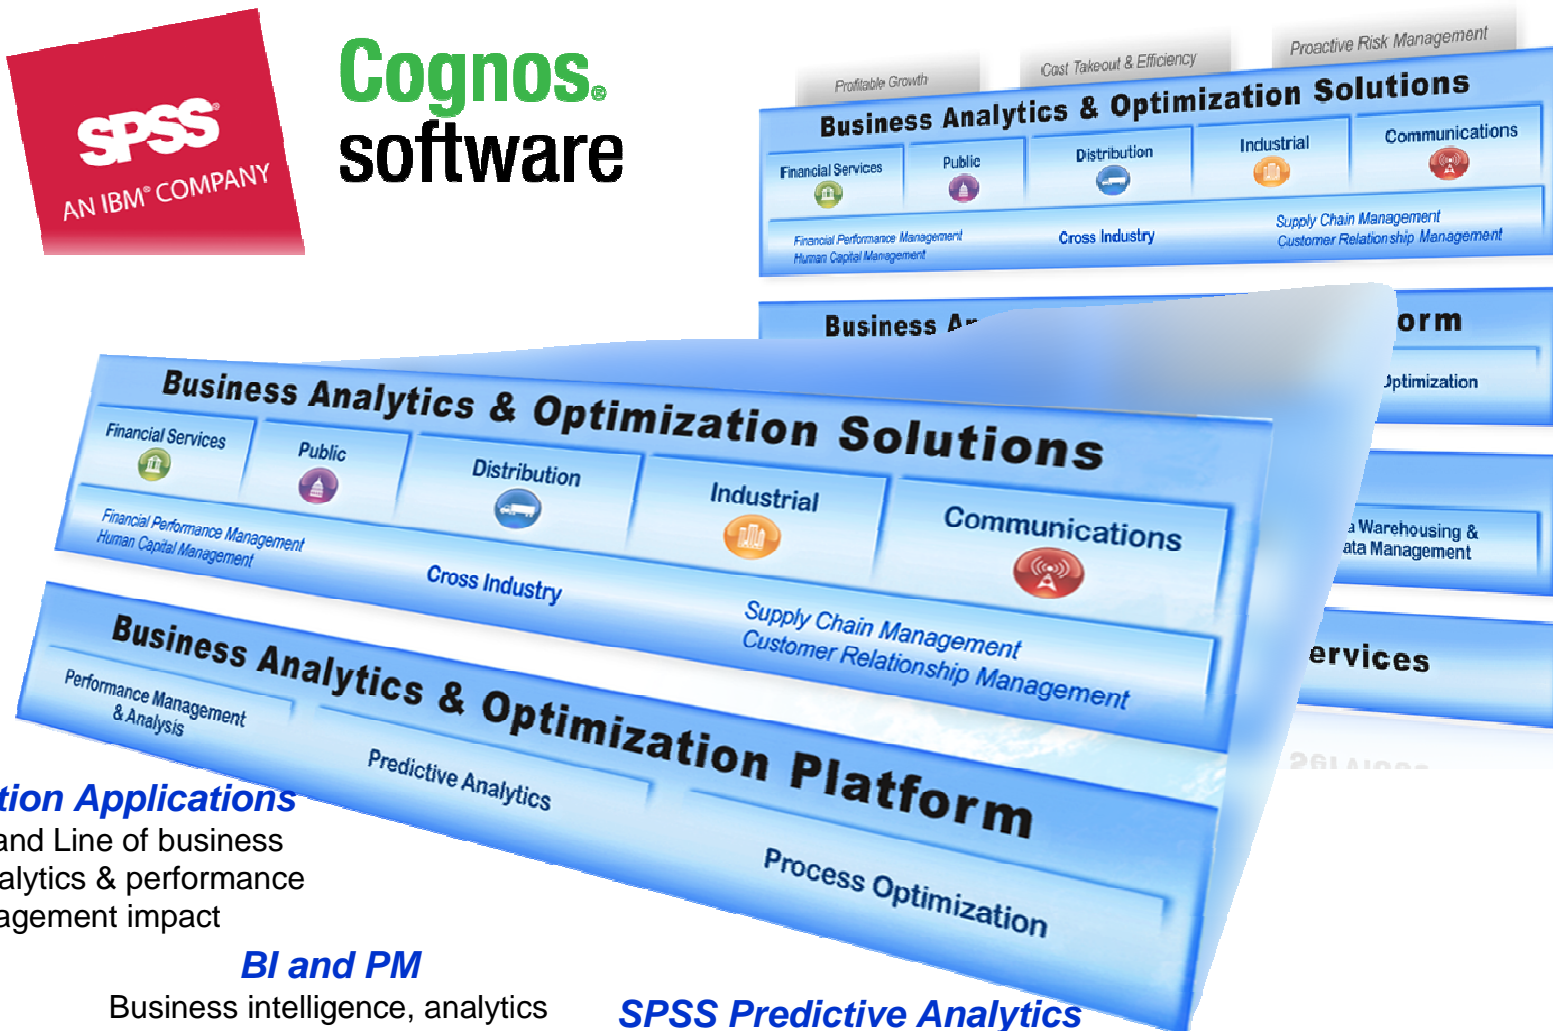 SPSS®
AN IBM® COMPANY
Cognos®
software
Profitable Growth
Cost Takeout & Efficiency
Proactive Risk Management
Business Analytics & Optimization Solutions
Financial Services
Public
Distribution
Industrial
Communications
Financial Performance Management
Human Capital Management
Cross Industry
Supply Chain Management
Customer Relationship Management
Business An
orm
Optimization
a Warehousing &
ata Management
ervices
Business Analytics & Optimization Solutions
Financial Services
Public
Distribution
Industrial
Communications
Financial Performance Management
Human Capital Management
Cross Industry
Supply Chain Management
Customer Relationship Management
Business Analytics & Optimization Platform
Performance Management
& Analysis
Predictive Analytics
Process Optimization
tion Applications
and Line of business
alytics & performance
agement impact
BI and PM
Business intelligence, analytics
SPSS Predictive Analytics